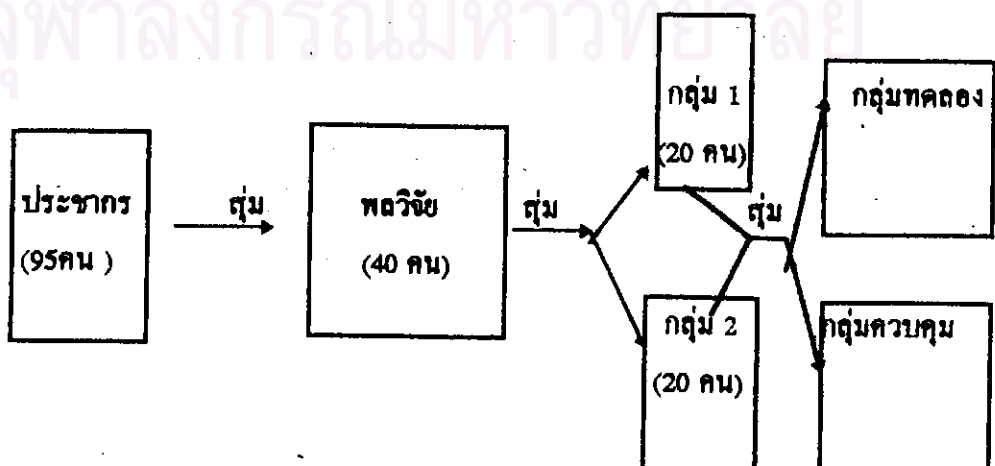 ประชากร
(95คน )
สุ่ม
พลวิจัย
(40 คน)
สุ่ม
กลุ่ม 1
(20 คน)
กลุ่ม 2
(20 คน)
สุ่ม
กลุ่มทดลอง
กลุ่มควบคุม